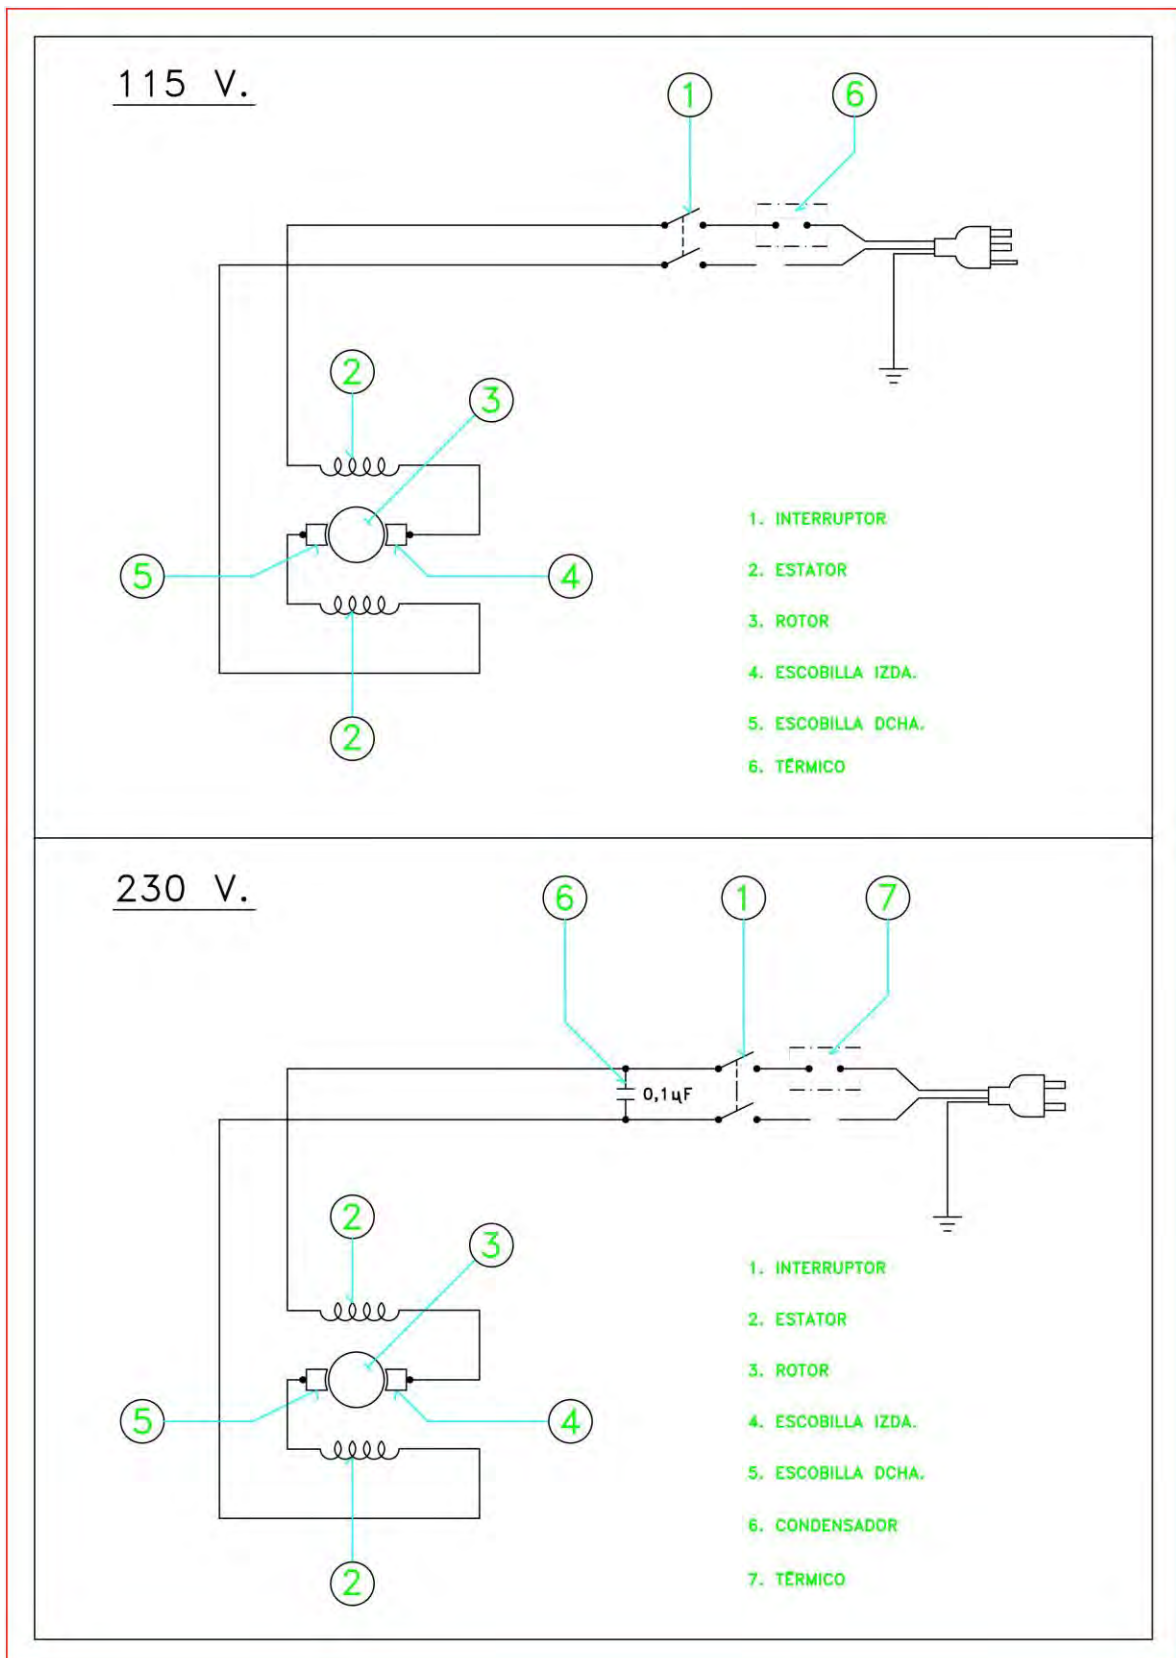 115 V.
1
6
2
3
5
4
2
1. INTERRUPTOR
2. ESTATOR
3. ROTOR
4. ESCOBILLA IZDA.
5. ESCOBILLA DCHA.
6. TÉRMICO
230 V.
6
1
7
0,1µF
2
3
5
4
2
1. INTERRUPTOR
2. ESTATOR
3. ROTOR
4. ESCOBILLA IZDA.
5. ESCOBILLA DCHA.
6. CONDENSADOR
7. TÉRMICO